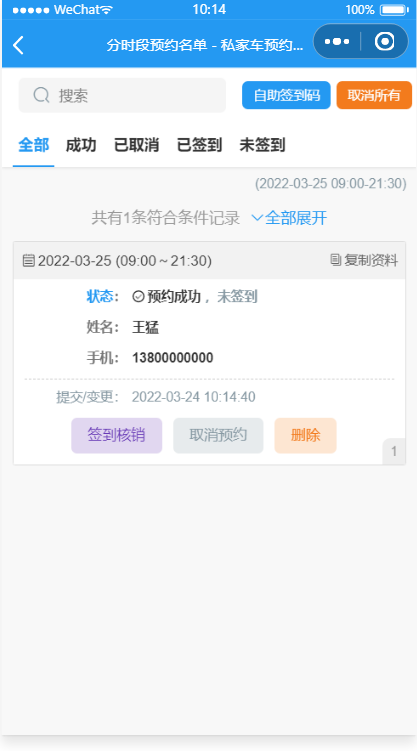 WeChat 10:14 100%
分时段预约名单 - 私家车预约...
搜索 自助签到码 取消所有
全部 成功 已取消 已签到 未签到
(2022-03-25 09:00-21:30)
共有1条符合条件记录 全部展开
2022-03-25 (09:00～21:30) 复制资料
状态： 预约成功 ，未签到
姓名： 王猛
手机： 13800000000
提交/变更： 2022-03-24 10:14:40
签到核销 取消预约 删除
1